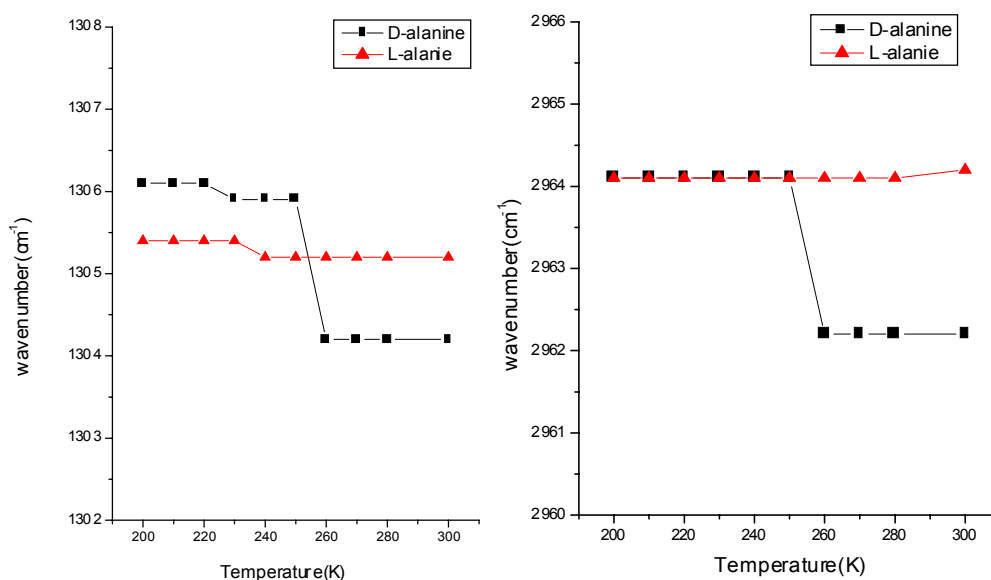 D-alanine
L-alanie
1308
1307
1306
1305
1304
1303
1302
wavenumber(cm-1)
200 220 240 260 280 300
Temperature(K)
D-alanine
L-alanie
2966
2965
2964
2963
2962
2961
2960
wavenumber(cm-1)
200 220 240 260 280 300
Temperature(K)